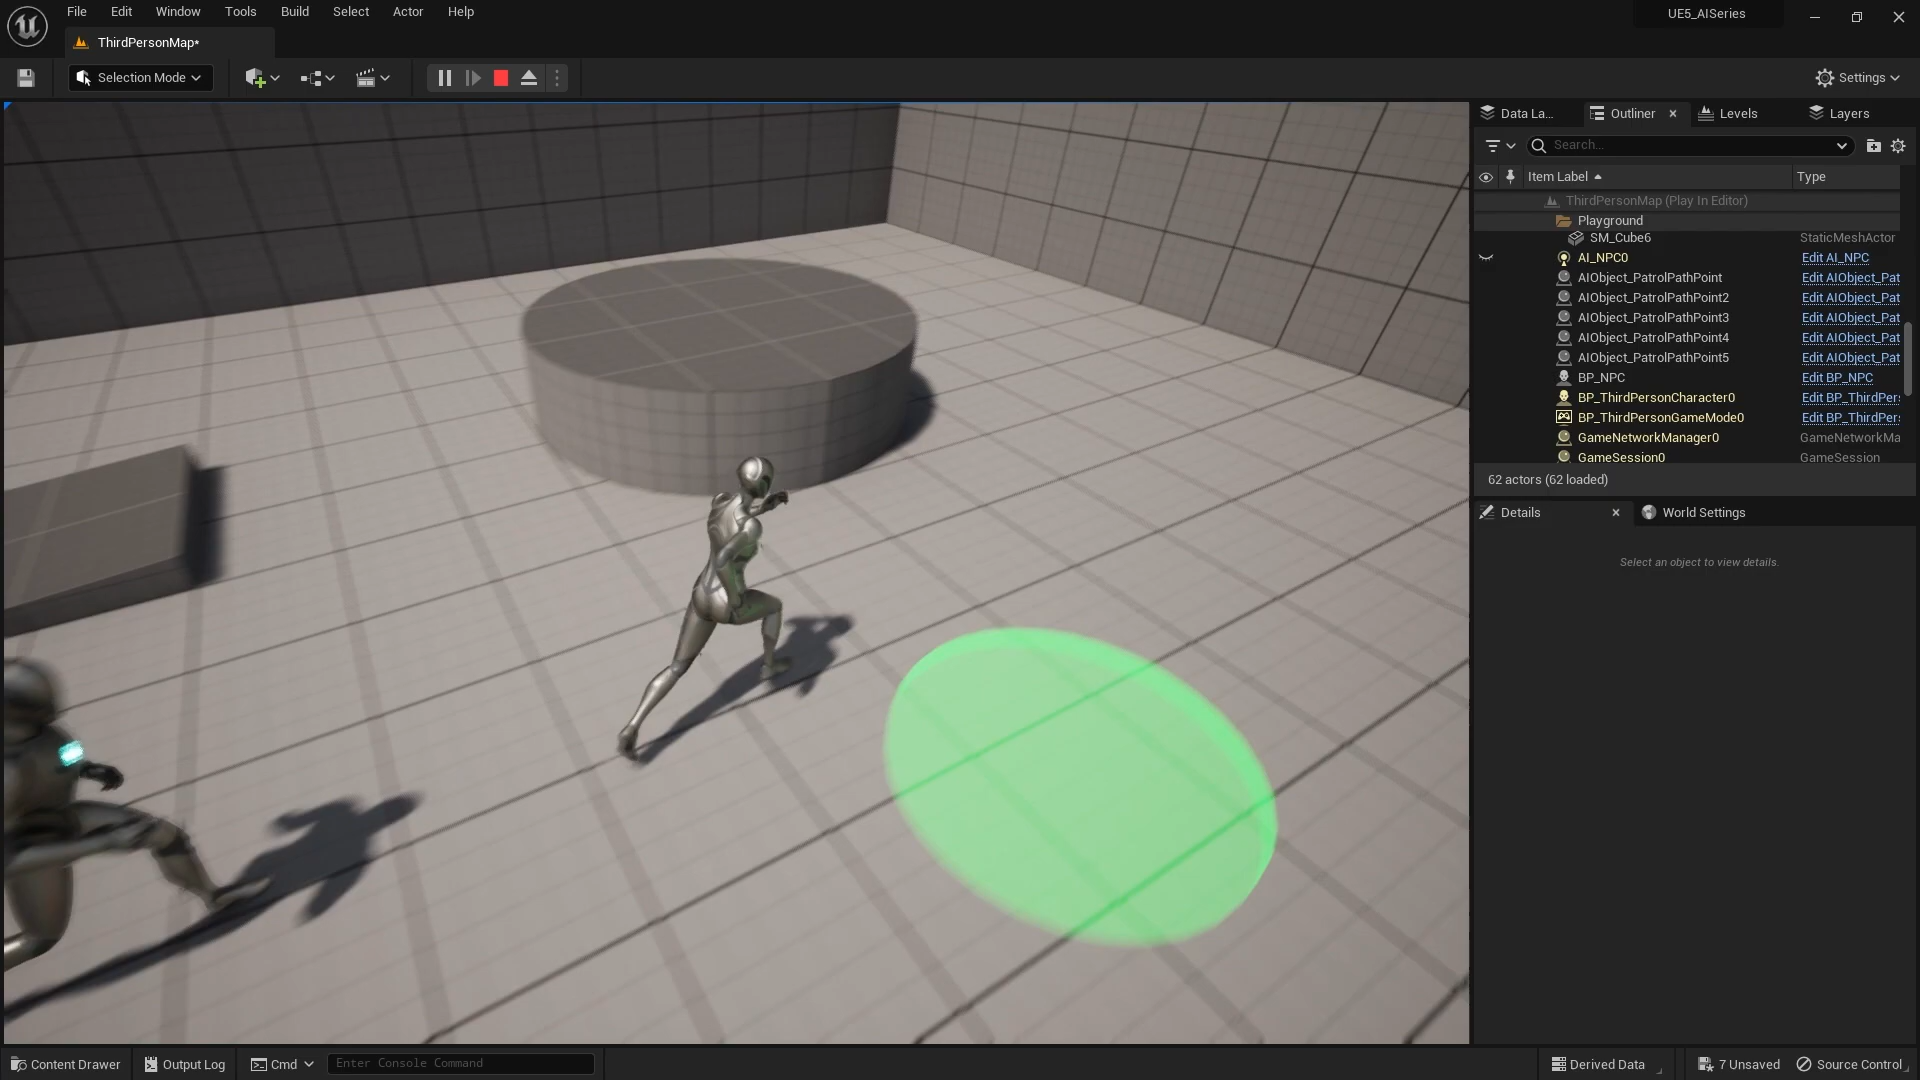 File Edit Window Tools Build Select Actor Help
UE5_AISeries
ThirdPersonMap*
Selection Mode
Settings
Data La...
Outliner
Levels
Layers
Search...
Item Label
Type
ThirdPersonMap (Play In Editor)
Playground
SM_Cube6 StaticMeshActor
AI_NPC0 Edit AI_NPC
AIObject_PatrolPathPoint Edit AIObject_Pat
AIObject_PatrolPathPoint2 Edit AIObject_Pat
AIObject_PatrolPathPoint3 Edit AIObject_Pat
AIObject_PatrolPathPoint4 Edit AIObject_Pat
AIObject_PatrolPathPoint5 Edit AIObject_Pat
BP_NPC Edit BP_NPC
BP_ThirdPersonCharacter0 Edit BP_ThirdPer
BP_ThirdPersonGameMode0 Edit BP_ThirdPer
GameNetworkManager0 GameNetworkMa
GameSession0 GameSession
62 actors (62 loaded)
Details
World Settings
Select an object to view details.
Content Drawer
Output Log
Cmd
Enter Console Command
Derived Data
7 Unsaved
Source Control